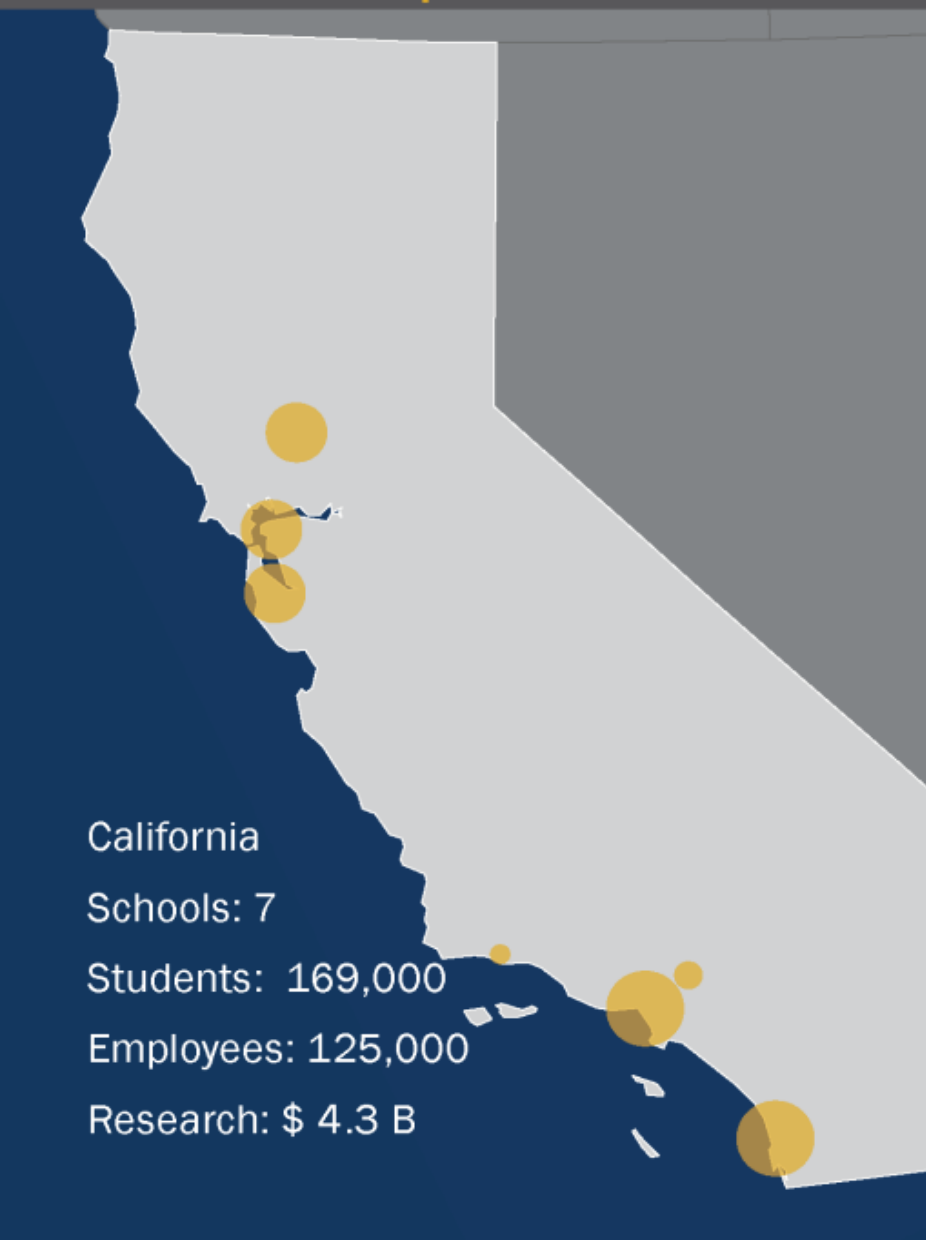 California
Schools: 7
Students: 169,000
Employees: 125,000
Research: $ 4.3 B